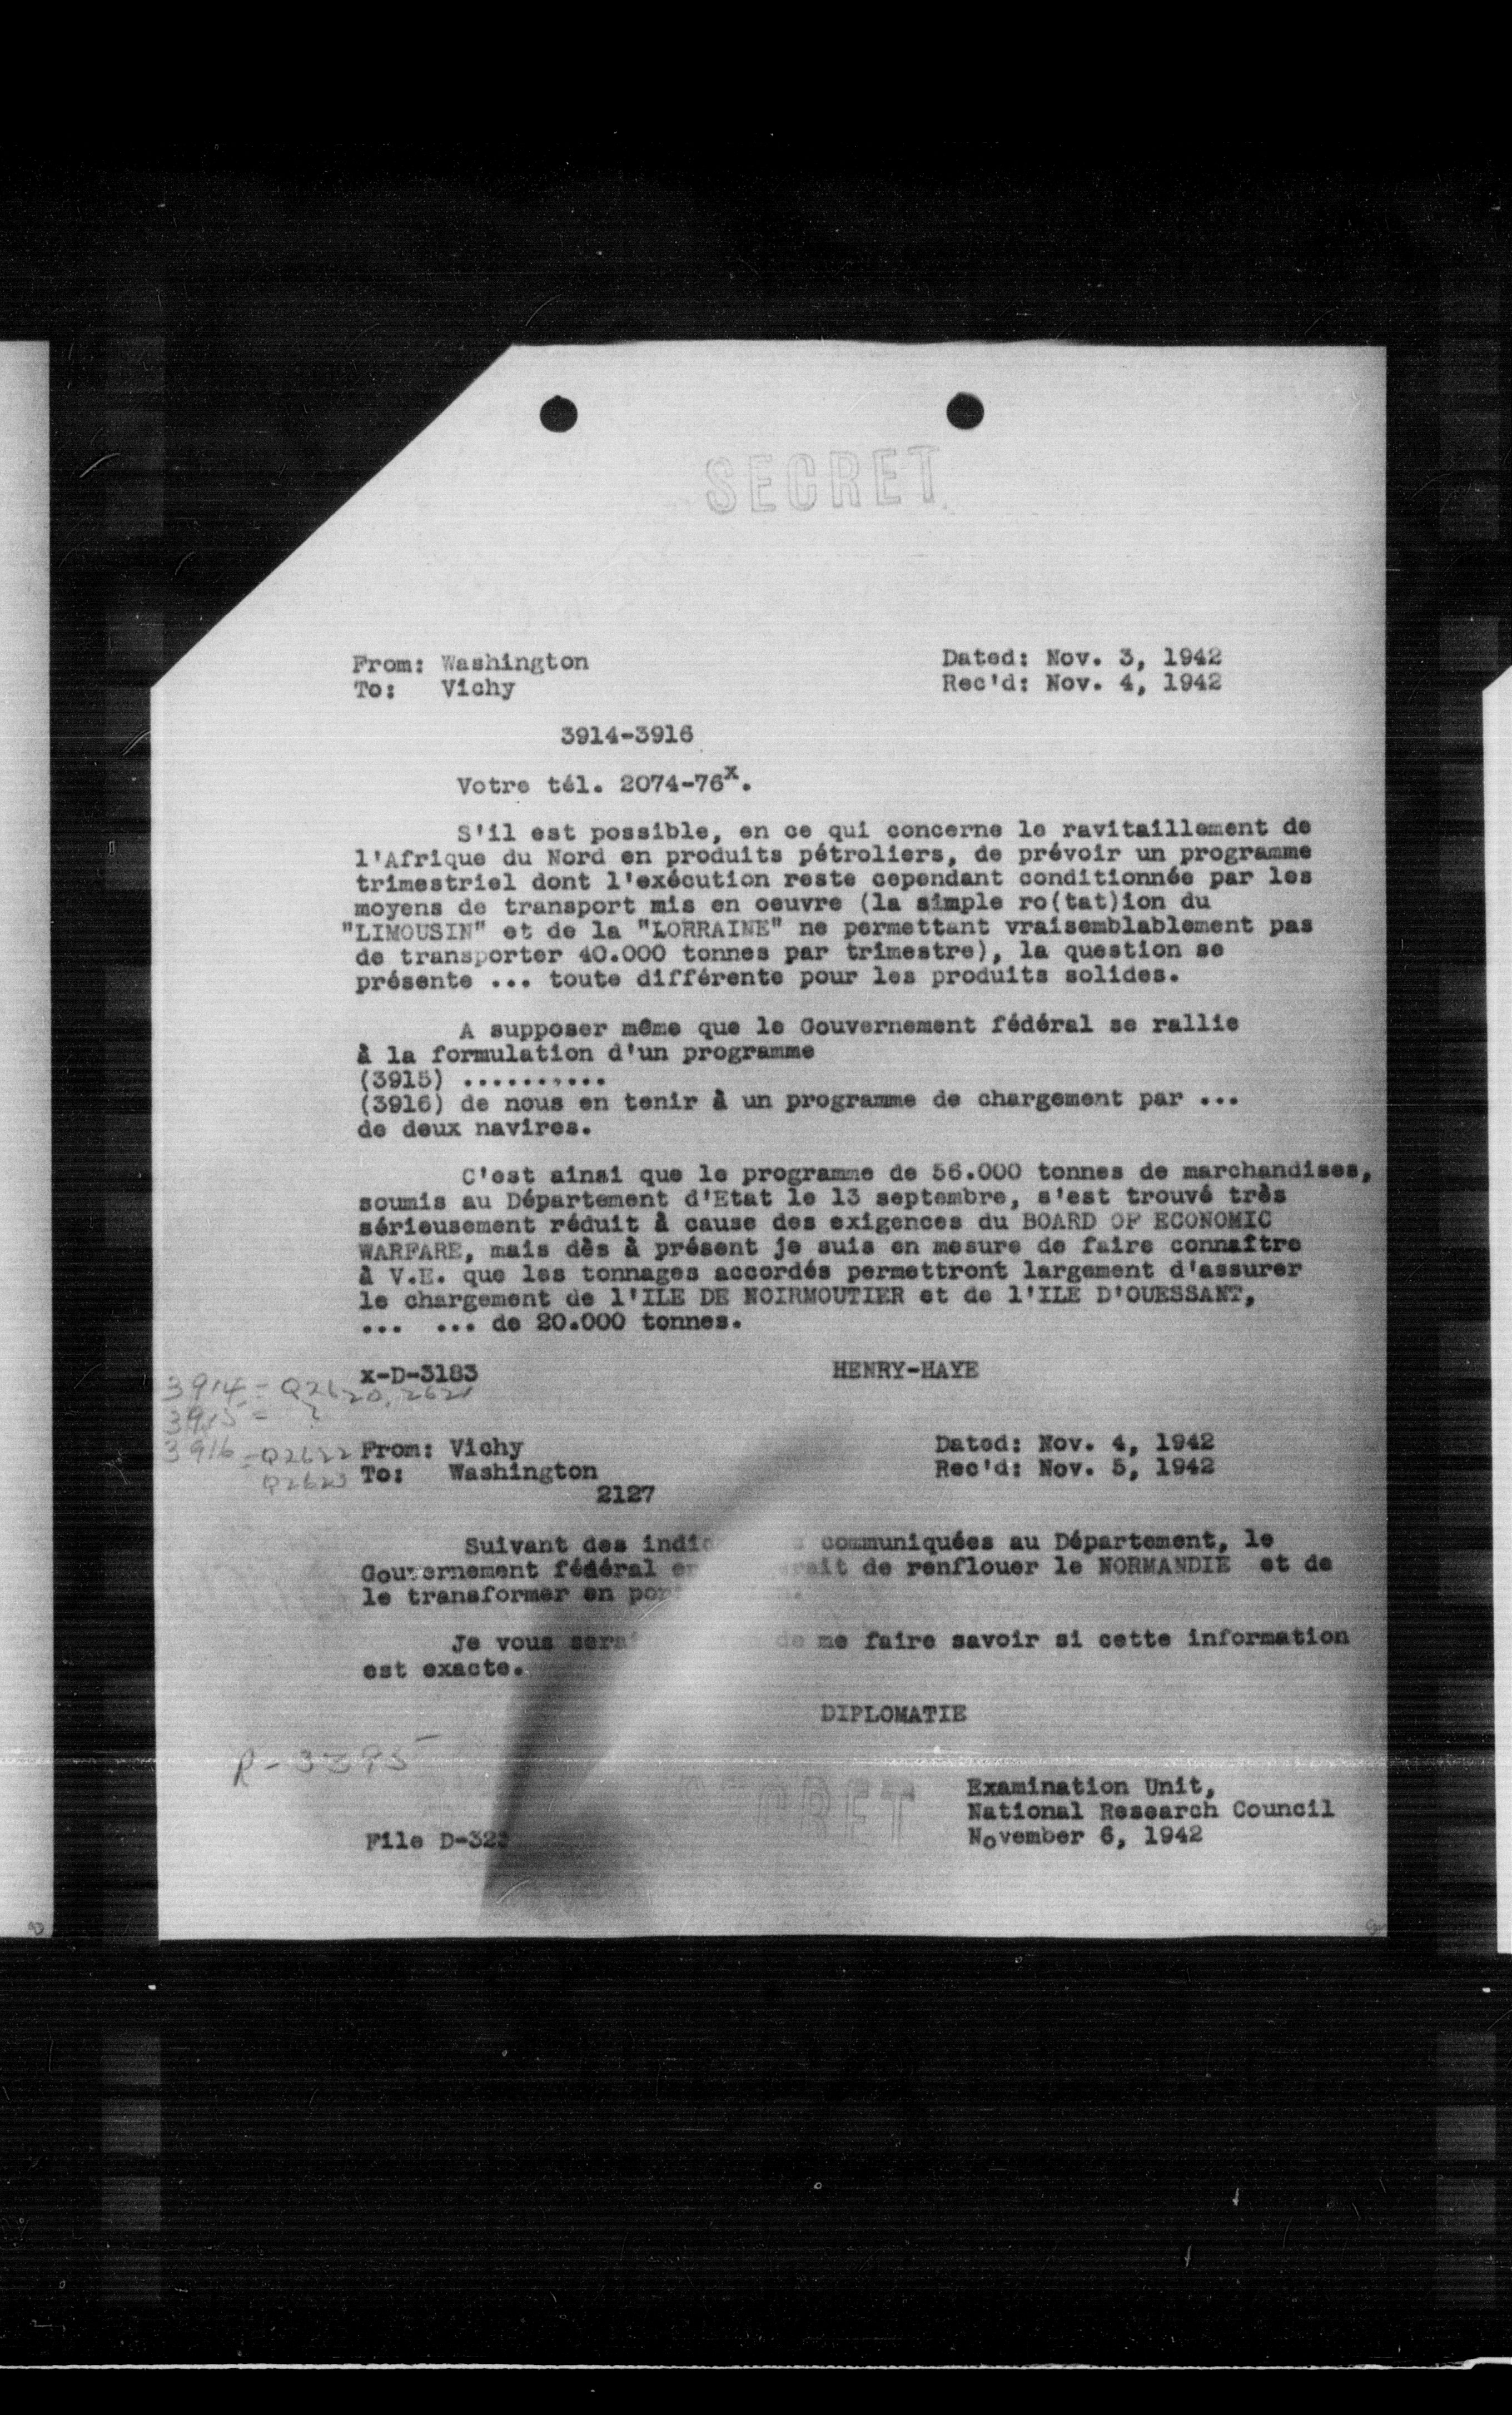 SECRET
From: Washington
To: Vichy
Dated: Nov. 3, 1942
Rec'd: Nov. 4, 1942
3914-3916
Votre tél. 2074-76x.
S'il est possible, en ce qui concerne le ravitaillement de
l'Afrique du Nord en produits pétroliers, de prévoir un programme
trimestriel dont l'exécution reste cependant conditionnée par les
moyens de transport mis en oeuvre (la simple ro(tat)ion du
"LIMOUSIN" et de la "LORRAINE" ne permettant vraisemblablement pas
de transporter 40.000 tonnes par trimestre), la question se
présente ... toute différente pour les produits solides.
A supposer même que le Gouvernement fédéral se rallie
à la formulation d'un programme
(3915) ..........
(3916) de nous en tenir à un programme de chargement par ...
de deux navires.
C'est ainsi que le programme de 56.000 tonnes de marchandises,
soumis au Département d'Etat le 13 septembre, s'est trouvé très
sérieusement réduit à cause des exigences du BOARD OF ECONOMIC
WARFARE, mais dès à présent je suis en mesure de faire connaître
à V.E. que les tonnages accordés permettront largement d'assurer
le chargement de l'ILE DE NOIRMOUTIER et de l'ILE D'OUESSANT,
... ... de 20.000 tonnes.
x-D-3183
HENRY-HAYE
3914 = Q2620, 2621
3915 = ?
3916 = Q2622
Q2623
From: Vichy
To: Washington
Dated: Nov. 4, 1942
Rec'd: Nov. 5, 1942
2127
Suivant des communiquées au Département, le
Gouvernement fédéral de renflouer le NORMANDIE et de
le transformer en
Je vous de me faire savoir si cette information
est exacte.
DIPLOMATIE
R-3395
SECRET
Examination Unit,
National Research Council
November 6, 1942
File